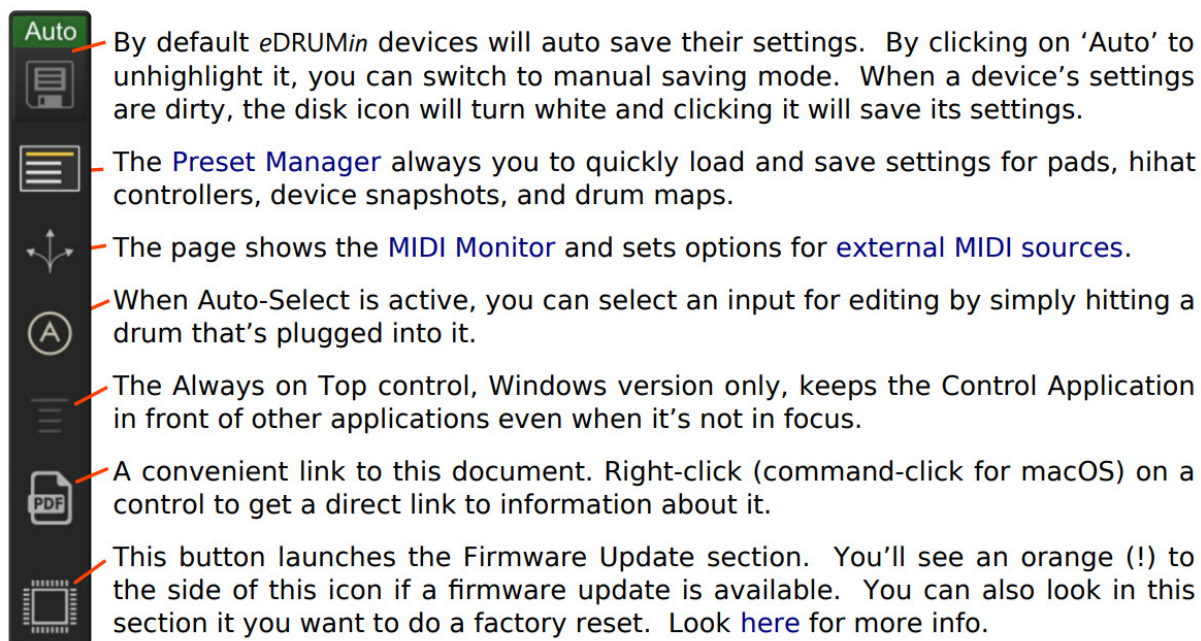 Auto
By default eDRUMin devices will auto save their settings. By clicking on ‘Auto’ to
unhighlight it, you can switch to manual saving mode. When a device’s settings
are dirty, the disk icon will turn white and clicking it will save its settings.
The Preset Manager always you to quickly load and save settings for pads, hihat
controllers, device snapshots, and drum maps.
The page shows the MIDI Monitor and sets options for external MIDI sources.
When Auto-Select is active, you can select an input for editing by simply hitting a
A
drum that’s plugged into it.
The Always on Top control, Windows version only, keeps the Control Application
in front of other applications even when it’s not in focus.
A convenient link to this document. Right-click (command-click for macOS) on a
PDF
control to get a direct link to information about it.
This button launches the Firmware Update section. You’ll see an orange (!) to
the side of this icon if a firmware update is available. You can also look in this
section it you want to do a factory reset. Look here for more info.